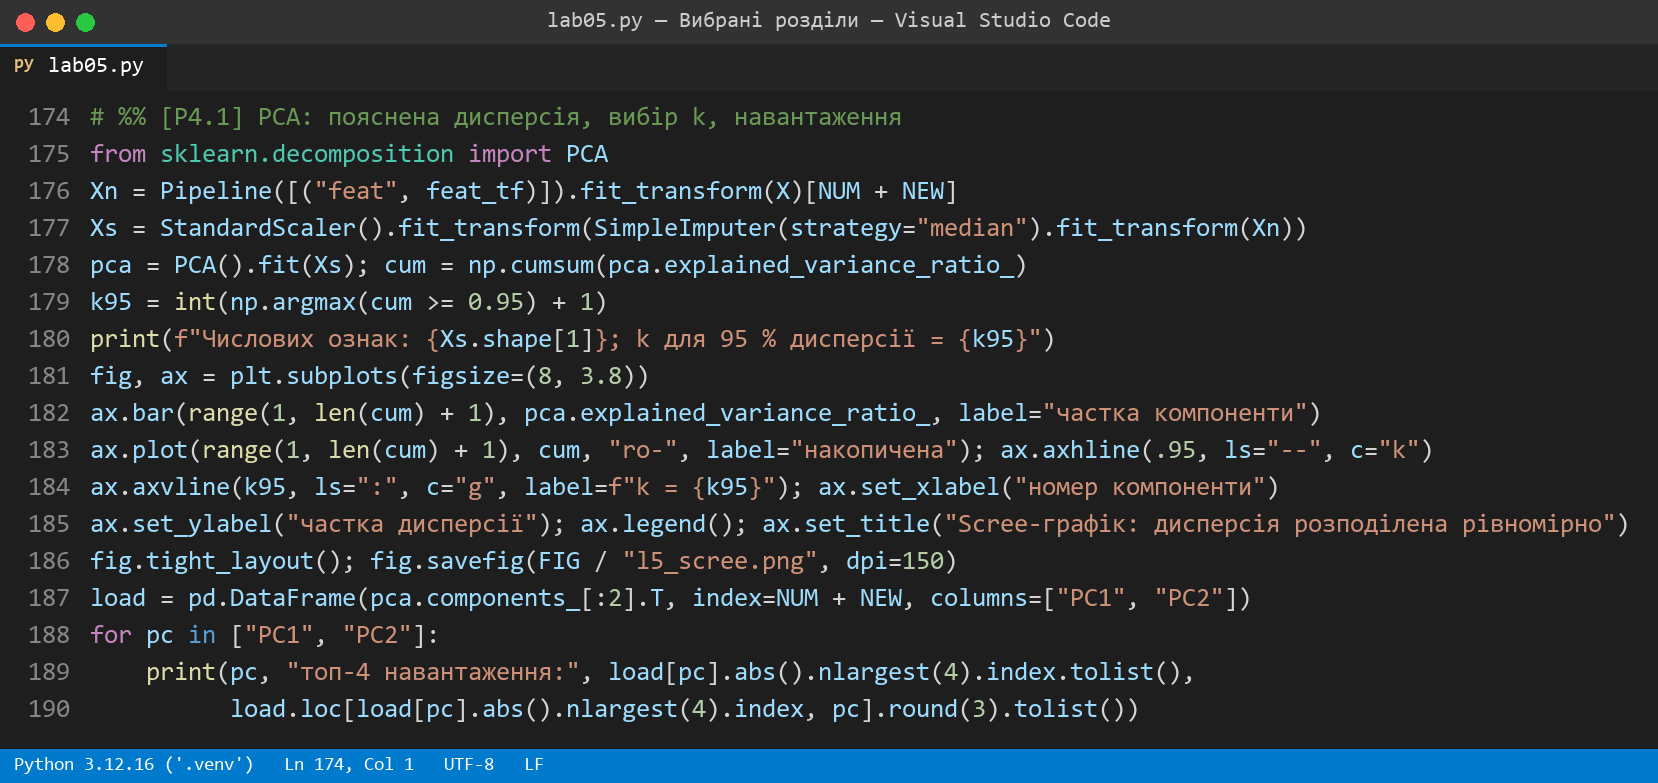 lab05.py — Вибрані розділи — Visual Studio Code
py lab05.py
174 # %% [P4.1] PCA: пояснена дисперсія, вибір k, навантаження
175 from sklearn.decomposition import PCA
176 Xn = Pipeline([("feat", feat_tf)]).fit_transform(X)[NUM + NEW]
177 Xs = StandardScaler().fit_transform(SimpleImputer(strategy="median").fit_transform(Xn))
178 pca = PCA().fit(Xs); cum = np.cumsum(pca.explained_variance_ratio_)
179 k95 = int(np.argmax(cum >= 0.95) + 1)
180 print(f"Числових ознак: {Xs.shape[1]}; k для 95 % дисперсії = {k95}")
181 fig, ax = plt.subplots(figsize=(8, 3.8))
182 ax.bar(range(1, len(cum) + 1), pca.explained_variance_ratio_, label="частка компоненти")
183 ax.plot(range(1, len(cum) + 1), cum, "ro-", label="накопичена"); ax.axhline(.95, ls="--", c="k")
184 ax.axvline(k95, ls=":", c="g", label=f"k = {k95}"); ax.set_xlabel("номер компоненти")
185 ax.set_ylabel("частка дисперсії"); ax.legend(); ax.set_title("Scree-графік: дисперсія розподілена рівномірно")
186 fig.tight_layout(); fig.savefig(FIG / "l5_scree.png", dpi=150)
187 load = pd.DataFrame(pca.components_[:2].T, index=NUM + NEW, columns=["PC1", "PC2"])
188 for pc in ["PC1", "PC2"]:
189     print(pc, "топ-4 навантаження:", load[pc].abs().nlargest(4).index.tolist(),
190           load.loc[load[pc].abs().nlargest(4).index, pc].round(3).tolist())
Python 3.12.16 ('.venv') Ln 174, Col 1 UTF-8 LF